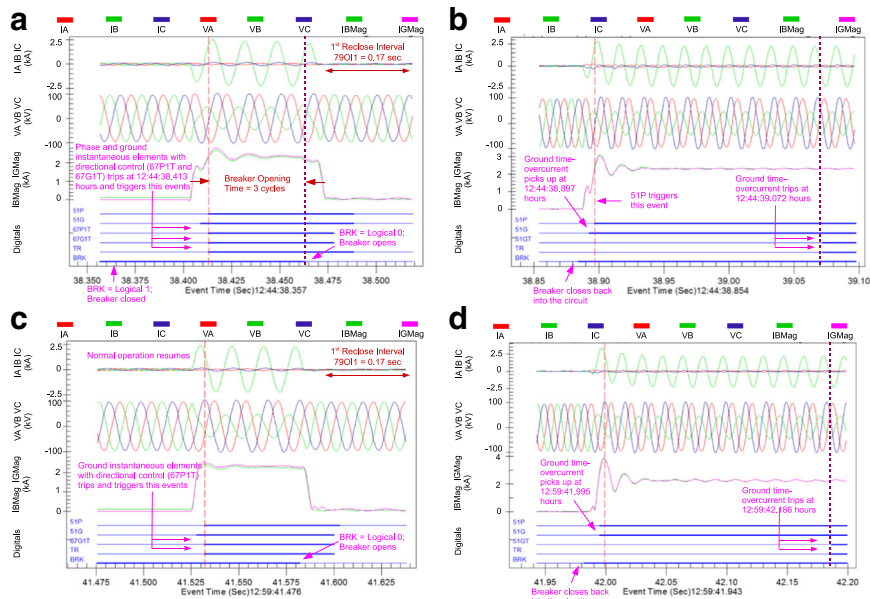 a
IA IB IC VA VB VC IBMag IGMag
IA IB IC
(kA)
2.5
0
-2.5
1st Reclose Interval
79OI1 = 0.17 sec
VA VB VC
(kV)
100
0
-100
IBMag IGMag
(kA)
2
0
Phase and ground
instantaneous elements with
directional control (67P1T and
67G1T) trips at 12:44:38,413
hours and triggers this events
Breaker Opening
Time = 3 cycles
Digitals
51P
51G
67P1T
67G1T
TR
BRK
BRK = Logical 0;
Breaker opens
38.350 38.375 38.400 38.425 38.450 38.475 38.500
BRK = Logical 1;
Breaker closed
Event Time (Sec)12:44:38.357
b
IA IB IC VA VB VC IBMag IGMag
IA IB IC
(kA)
2.5
0
-2.5
VA VB VC
(kV)
100
0
-100
IBMag IGMag
(kA)
3
2
1
0
Ground time-
overcurrent
picks up at
12:44:38,897
hours
51P triggers
this event
Ground time-
overcurrent trips at
12:44:39,072 hours
Digitals
51P
51G
51GT
TR
BRK
38.85 38.90 38.95 39.00 39.05 39.10
Event Time (Sec)12:44:38.854
Breaker closes back
into the circuit
c
IA IB IC VA VB VC IBMag IGMag
IA IB IC
(kA)
2.5
0
-2.5
Normal operation resumes
1st Reclose Interval
79OI1 = 0.17 sec
VA VB VC
(kV)
100
0
-100
IBMag IGMag
(kA)
2
0
Ground instantaneous elements
with directional control (67P1T)
trips and triggers this events
Digitals
51P
51G
67G1T
TR
BRK
BRK = Logical 0;
Breaker opens
41.475 41.500 41.525 41.550 41.575 41.600 41.625
Event Time (Sec)12:59:41.476
d
IA IB IC VA VB VC IBMag IGMag
IA IB IC
(kA)
2.5
0
-2.5
VA VB VC
(kV)
100
0
-100
IBMag IGMag
(kA)
4
2
0
Ground time-
overcurrent
picks up at
12:59:41,995
hours
Ground time-
overcurrent trips at
12:59:42,186 hours
Digitals
51P
51G
51GT
TR
BRK
41.95 42.00 42.05 42.10 42.15 42.20
Event Time (Sec)12:59:41.943
Breaker closes back